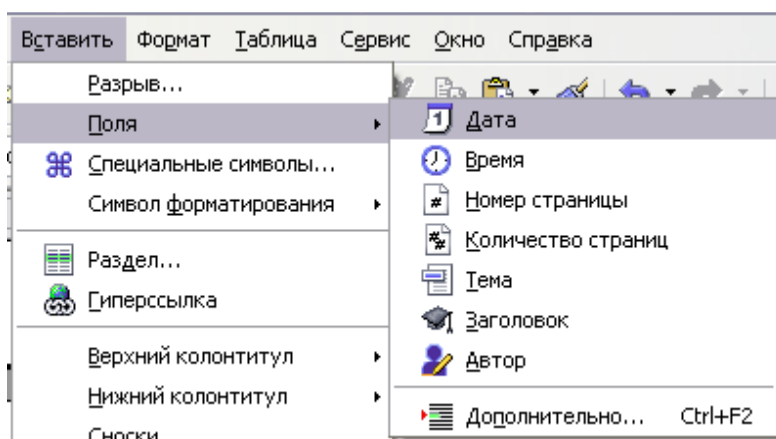 Вставить Формат Таблица Сервис Окно Справка
Разрыв...
Поля
Специальные символы...
Символ форматирования
Раздел...
Гиперссылка
Верхний колонтитул
Нижний колонтитул
Сноски
Дата
Время
Номер страницы
Количество страниц
Тема
Заголовок
Автор
Дополнительно... Ctrl+F2